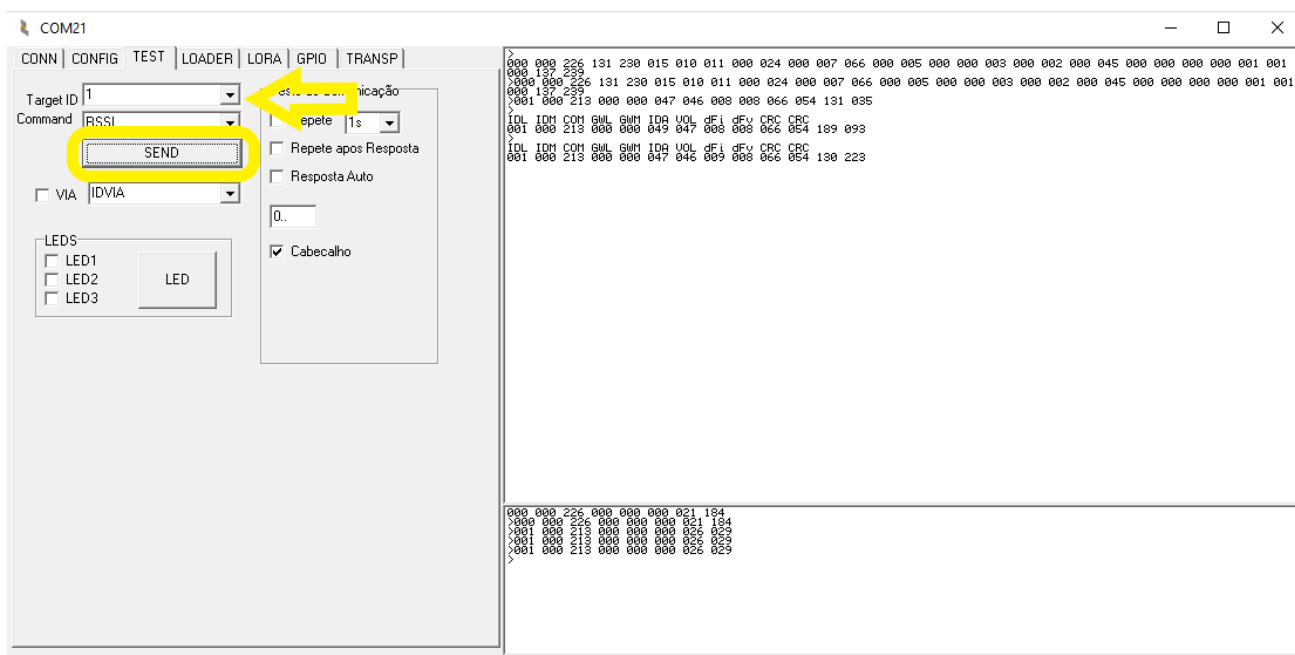 COM21
CONN CONFIG TEST LOADER LORA GPIO TRANSP
Target ID 1
Command RSSI
SEND
VIA IDVIA
LEDS
LED1
LED2
LED3
LED
Repete 1s
Repete apos Resposta
Resposta Auto
0..
Cabecalho
>
000 000 226 131 230 015 010 011 000 024 000 007 066 000 005 000 000 003 000 002 000 045 000 000 000 000 001 001
000 137 239
>000 000 226 131 230 015 010 011 000 024 000 007 066 000 005 000 000 003 000 002 000 045 000 000 000 000 001 001
000 137 239
>001 000 213 000 000 047 046 008 008 066 054 131 035
>
IDL IDM COM GWL GWM IDA VOL dFi dFv CRC CRC
001 000 213 000 000 049 047 008 008 066 054 189 093
>
IDL IDM COM GWL GWM IDA VOL dFi dFv CRC CRC
001 000 213 000 000 047 046 009 008 066 054 130 223
000 000 226 000 000 000 021 184
>000 000 226 000 000 000 021 184
>001 000 213 000 000 000 026 029
>001 000 213 000 000 000 026 029
>001 000 213 000 000 000 026 029
>